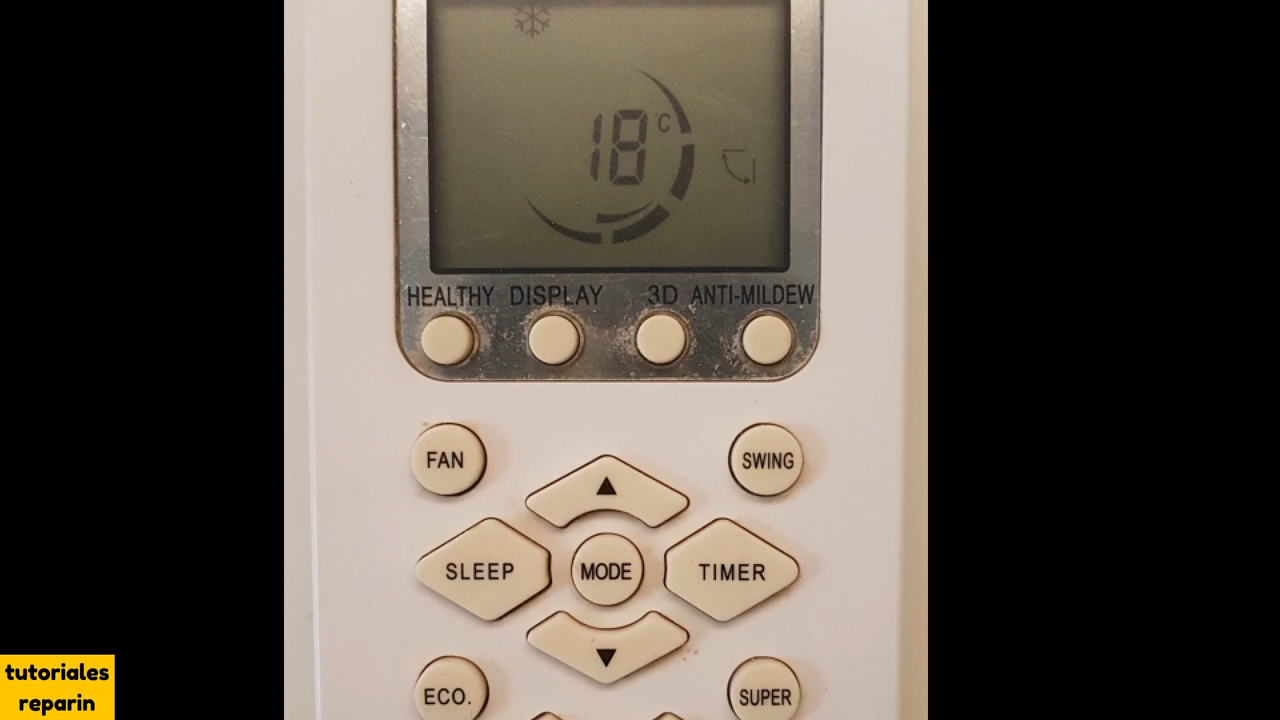 18 °C
HEALTHY DISPLAY 3D ANTI-MILDEW
FAN SWING
▲
SLEEP MODE TIMER
▼
ECO. SUPER
tutoriales
reparin